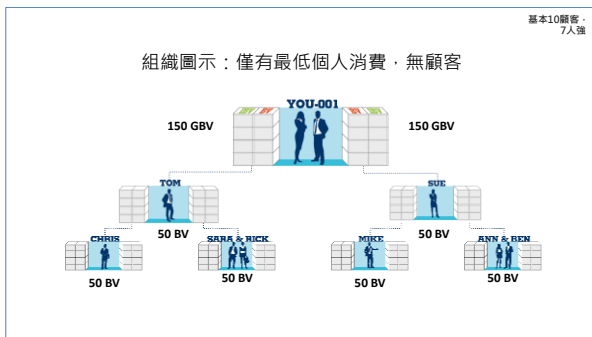 基本10顧客，
7人強
組織圖示：僅有最低個人消費，無顧客
YOU-001
150 GBV
150 GBV
TOM
SUE
50 BV
50 BV
CHRIS
SARA & RICK
MIKE
ANN & BEN
50 BV
50 BV
50 BV
50 BV